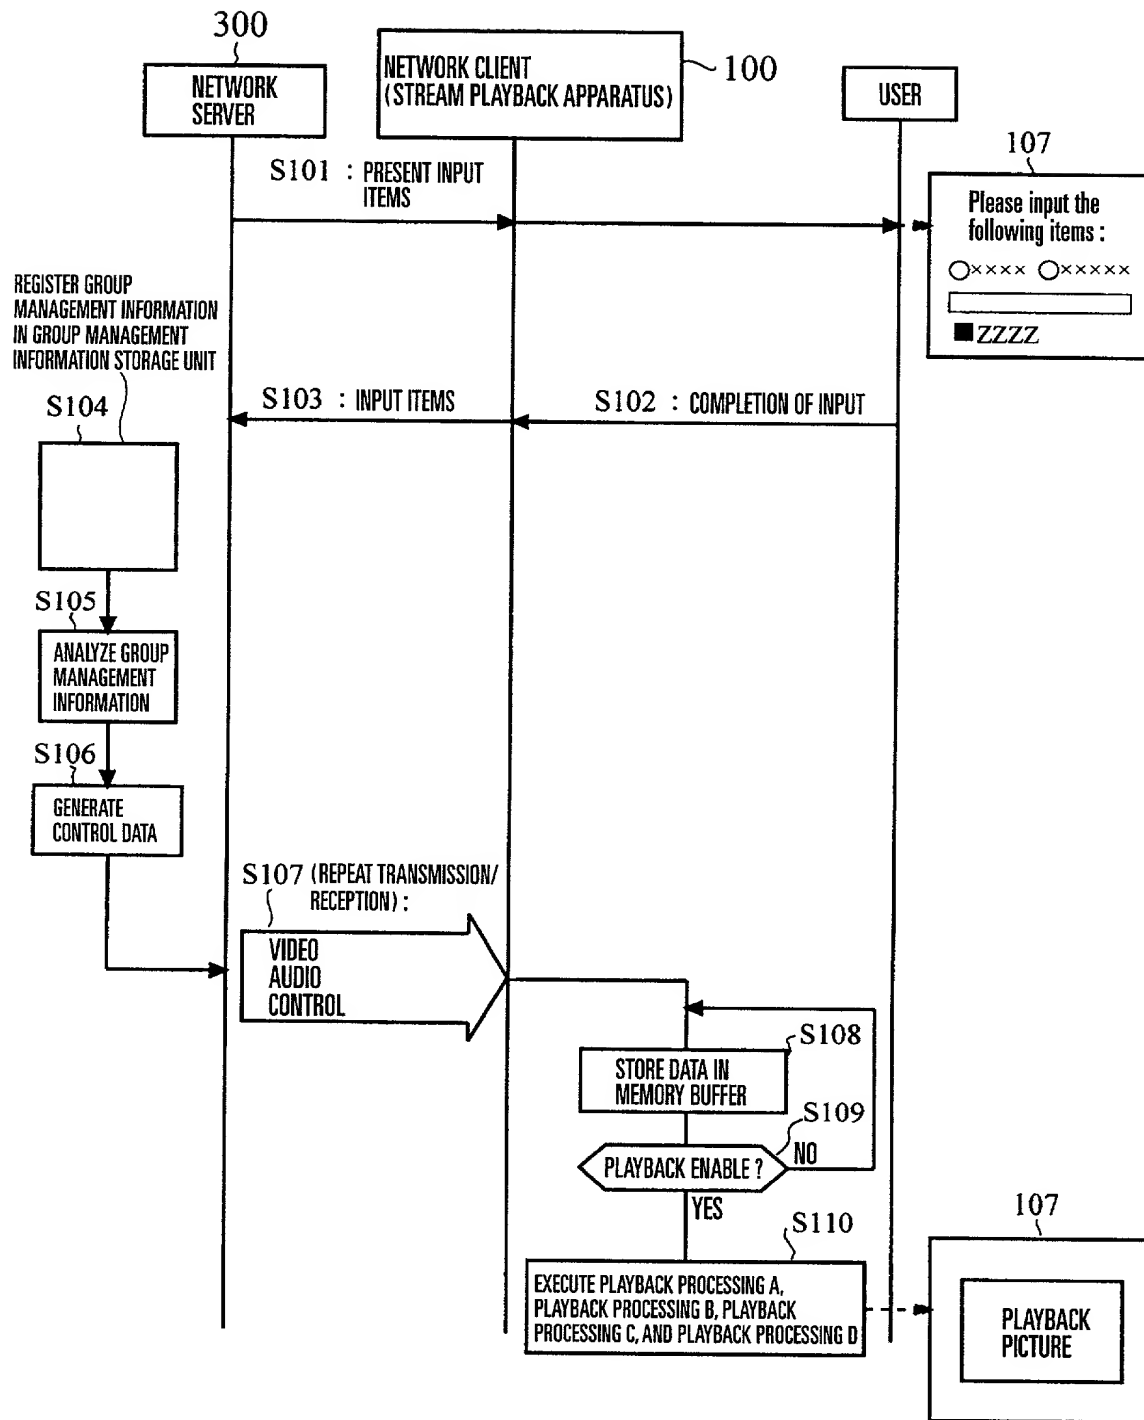 300
NETWORK
SERVER
NETWORK CLIENT
(STREAM PLAYBACK APPARATUS)
100
USER
S101 : PRESENT INPUT
ITEMS
107
Please input the
following items :
○×××× ○×××××
■ ZZZZ
REGISTER GROUP
MANAGEMENT INFORMATION
IN GROUP MANAGEMENT
INFORMATION STORAGE UNIT
S104
S103 : INPUT ITEMS
S102 : COMPLETION OF INPUT
S105
ANALYZE GROUP
MANAGEMENT
INFORMATION
S106
GENERATE
CONTROL DATA
S107 (REPEAT TRANSMISSION/
RECEPTION) :
VIDEO
AUDIO
CONTROL
S108
STORE DATA IN
MEMORY BUFFER
S109
PLAYBACK ENABLE ?
NO
YES
S110
EXECUTE PLAYBACK PROCESSING A,
PLAYBACK PROCESSING B, PLAYBACK
PROCESSING C, AND PLAYBACK PROCESSING D
107
PLAYBACK
PICTURE